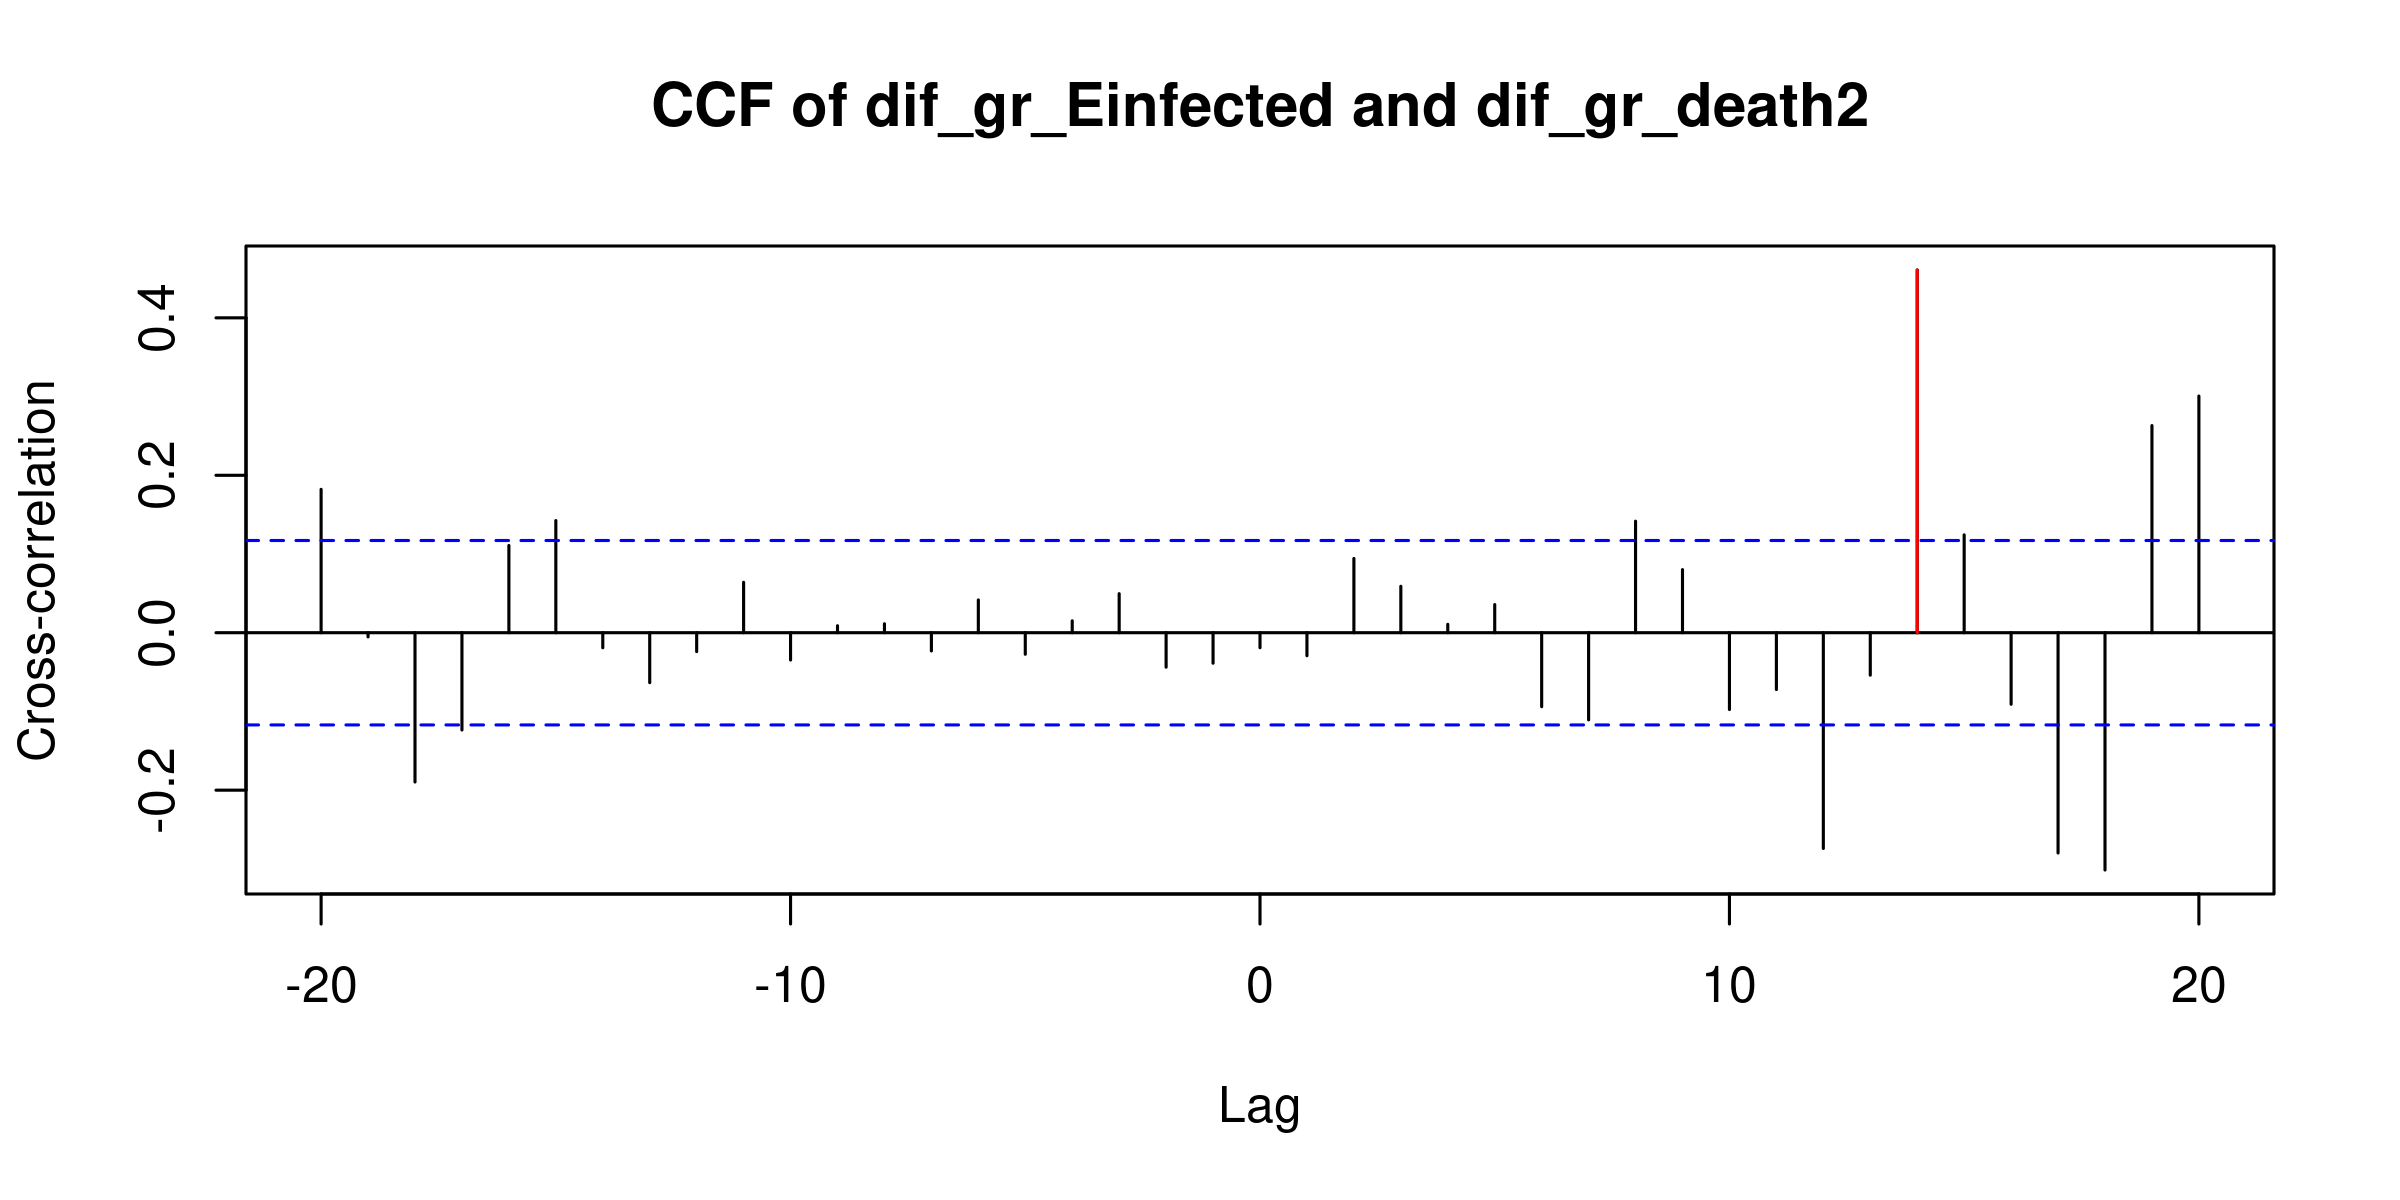 CCF of dif_gr_Einfected and dif_gr_death2
Cross-correlation
0.4
0.2
0.0
-0.2
-20 -10 0 10 20
Lag